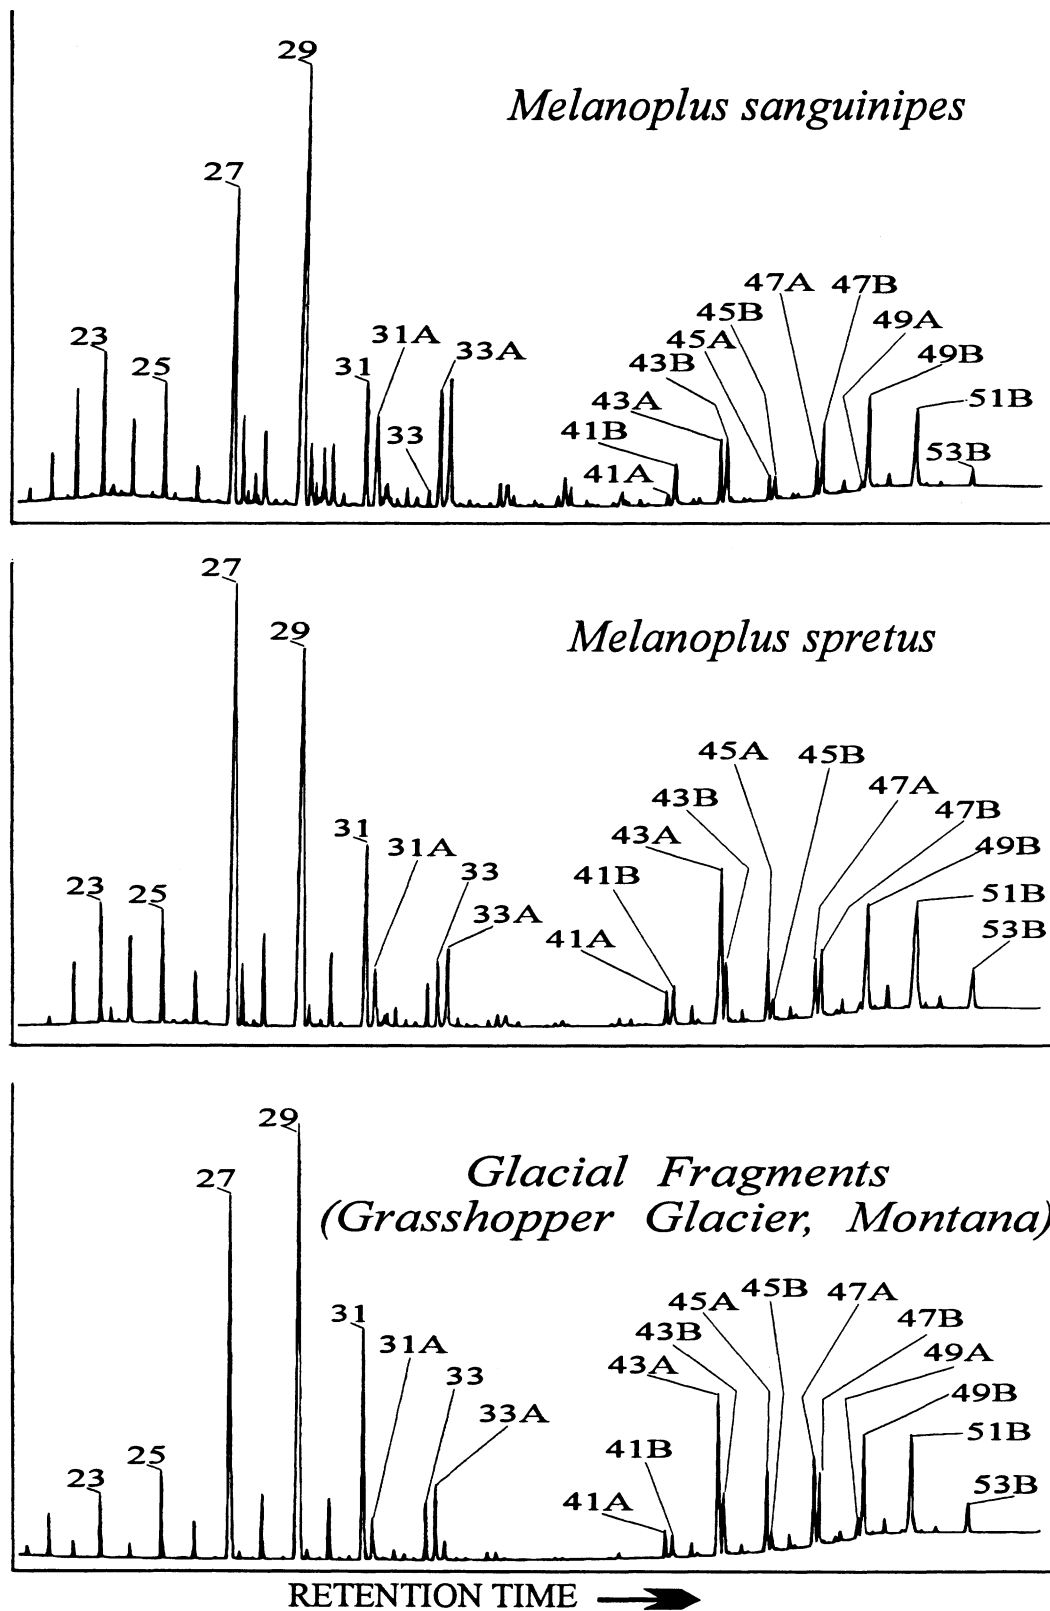 29
Melanoplus sanguinipes
27
47A 47B
45B 49A
23 31A 45A
25 31 33A 43B 49B
43A 51B
33 41B 53B
41A
27
29 Melanoplus spretus
45A 45B
47A
43B 47B
31 31A 43A 49B
23 25 33 41B 51B
33A 41A 53B
29
27 Glacial Fragments
(Grasshopper Glacier, Montana)
45B 47A
45A
31 43B 47B
31A 43A 49A
33 49B
33A 51B
25 41B
23 41A 53B
RETENTION TIME